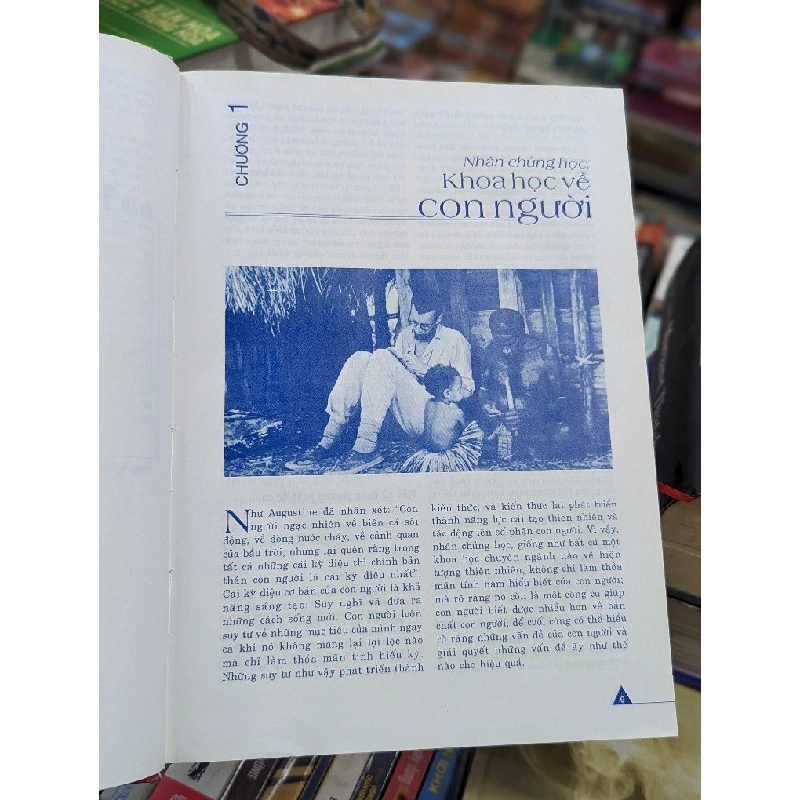 CHƯƠNG 1
Nhân chủng học:
Khoa học về
con người
Như Augustine đã nhận xét: "Con
người ngạc nhiên về biển cả sôi
động, về dòng nước chảy, về cảnh quan
của bầu trời, nhưng lại quên rằng trong
tất cả những cái kỳ diệu thì chính bản
thân con người là cái kỳ diệu nhất".
Cái kỳ diệu cơ bản của con người là khả
năng sáng tạo: Suy nghĩ và đưa ra
những cách sống mới. Con người luôn
suy tư về những mục tiêu của mình ngay
cả khi nó không mang lại lợi lộc nào
mà chỉ làm thỏa mãn tính hiếu kỳ.
Những suy tư như vậy phát triển thành
kiến thức, và kiến thức lại phát triển
thành năng lực cải tạo thiên nhiên và
tác động lên số phận con người. Vì vậy,
nhân chủng học, giống như bất cứ một
khoa học chuyên ngành nào về hiện
tượng thiên nhiên, không chỉ làm thỏa
mãn tính ham hiểu biết của con người;
mà rõ ràng nó còn là một công cụ giúp
con người biết được nhiều hơn về bản
chất con người, để cuối cùng có thể hiểu
rõ ràng những vấn đề của con người và
giải quyết những vấn đề ấy như thế
nào cho hiệu quả.